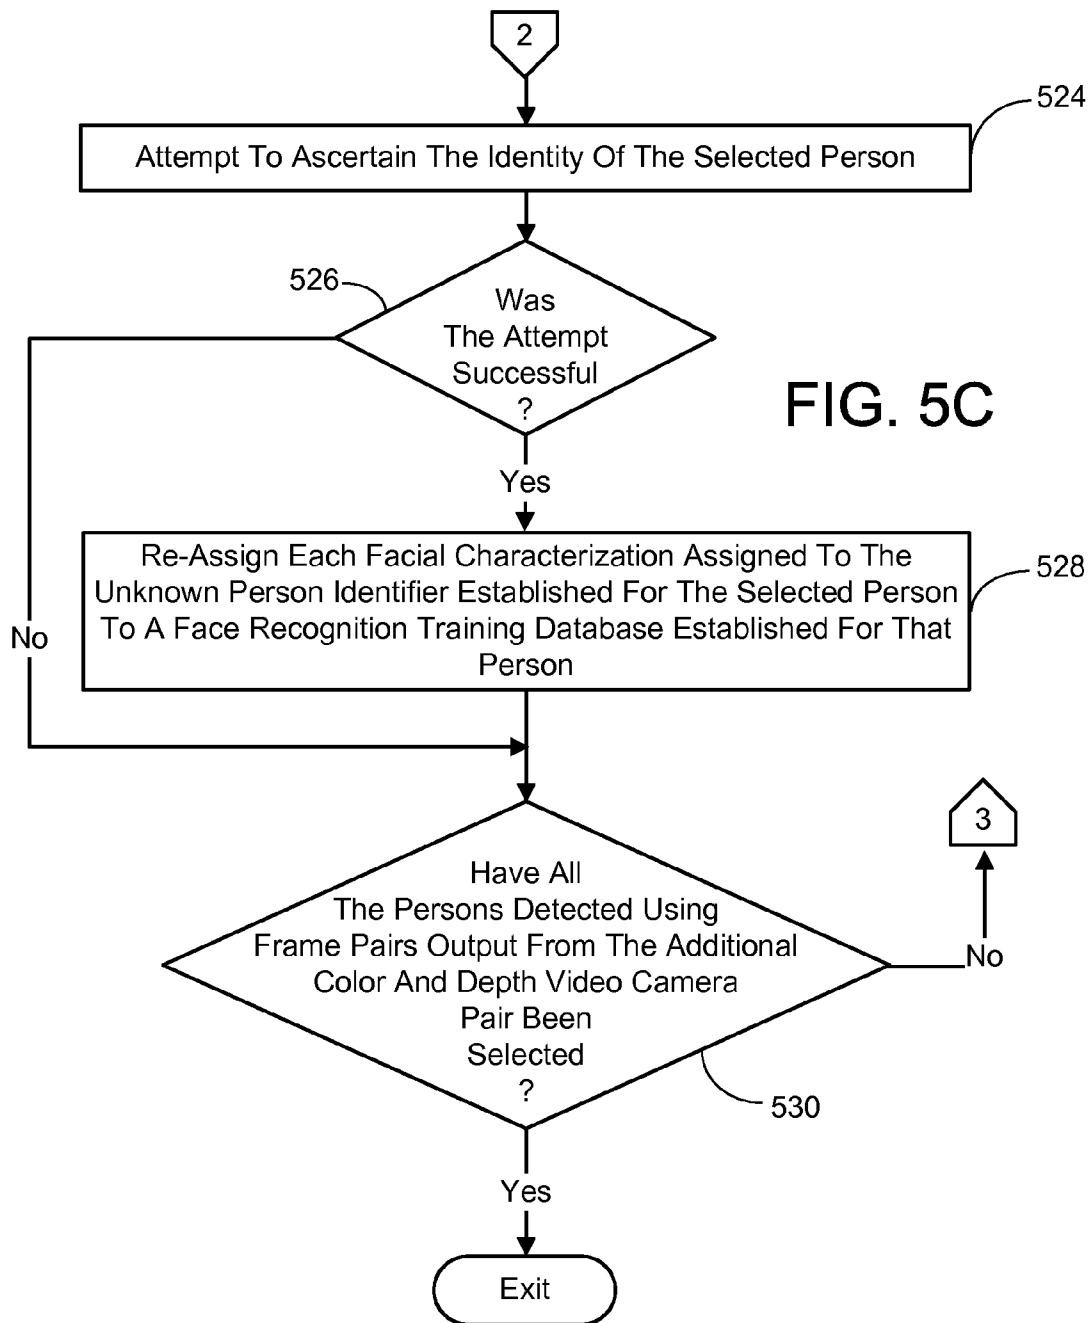 2
524
Attempt To Ascertain The Identity Of The Selected Person
526
Was
The Attempt
Successful
?
FIG. 5C
Yes
Re-Assign Each Facial Characterization Assigned To The
Unknown Person Identifier Established For The Selected Person
To A Face Recognition Training Database Established For That
Person
528
No
3
Have All
The Persons Detected Using
Frame Pairs Output From The Additional
Color And Depth Video Camera
Pair Been
Selected
?
No
530
Yes
Exit